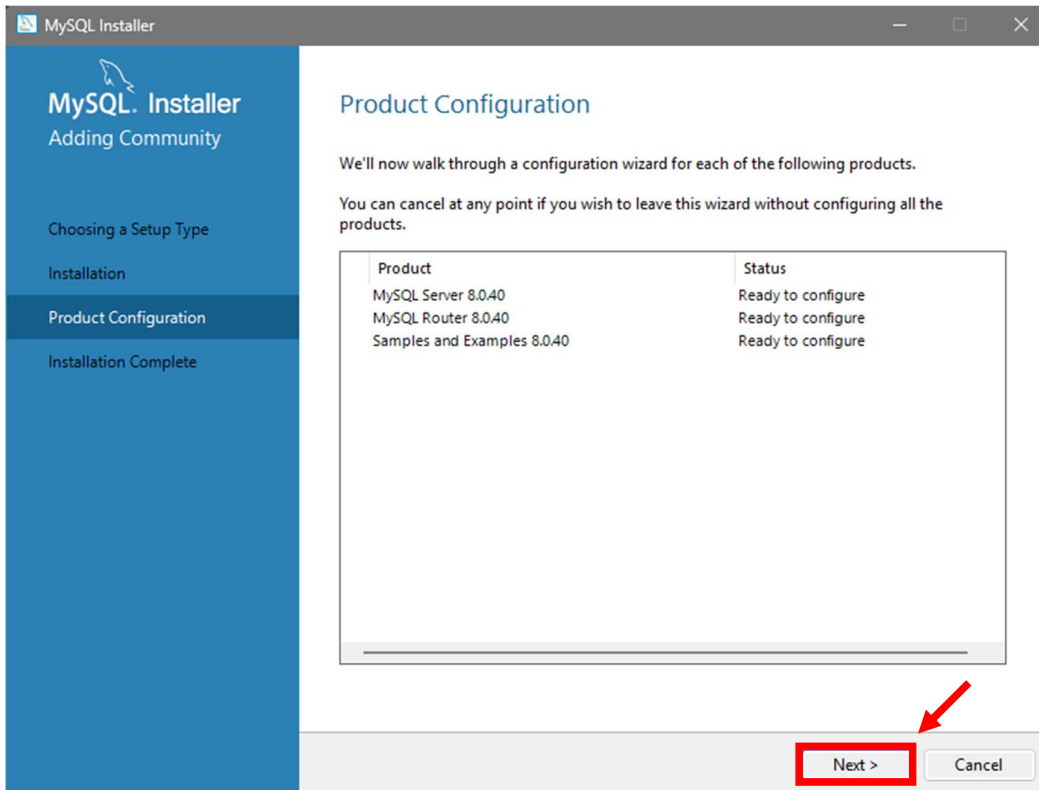 MySQL Installer
MySQL. Installer
Adding Community
Choosing a Setup Type
Installation
Product Configuration
Installation Complete
Product Configuration
We'll now walk through a configuration wizard for each of the following products.
You can cancel at any point if you wish to leave this wizard without configuring all the
products.
Product Status
MySQL Server 8.0.40 Ready to configure
MySQL Router 8.0.40 Ready to configure
Samples and Examples 8.0.40 Ready to configure
Next > Cancel